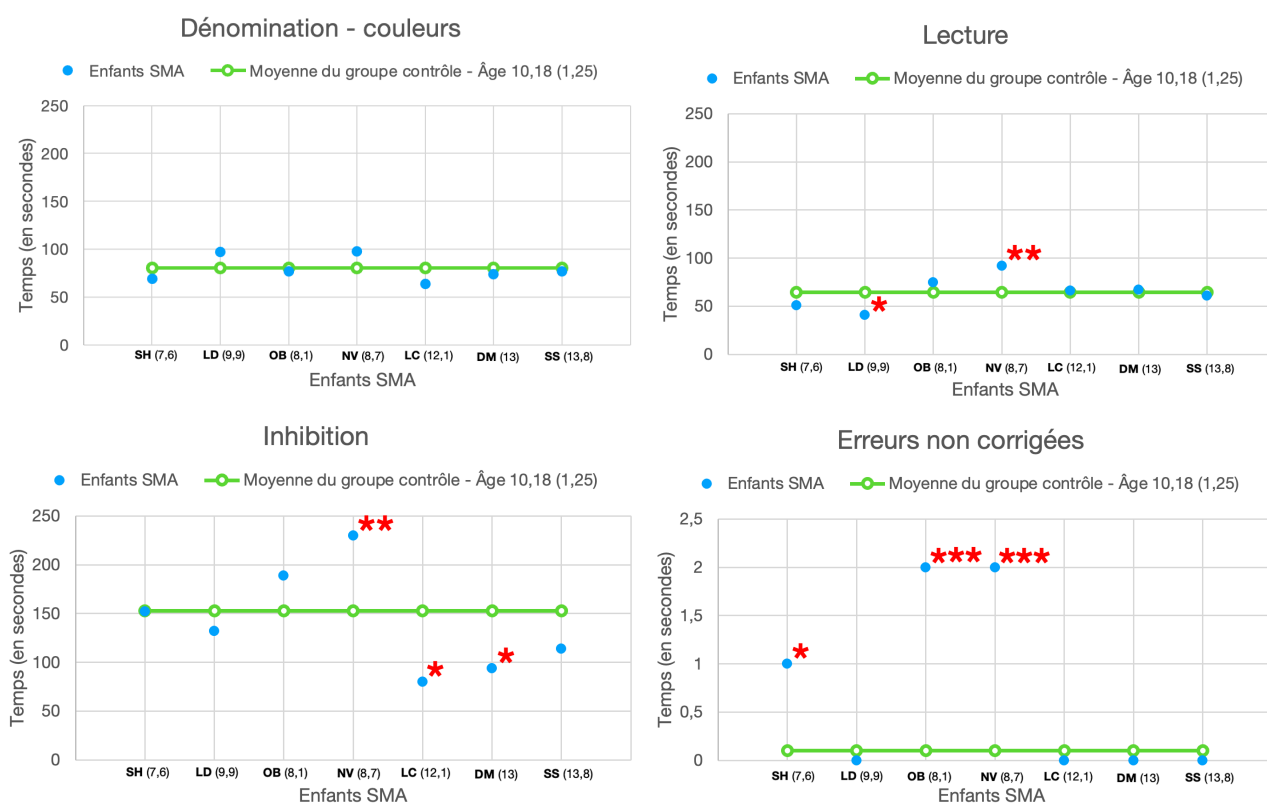 Dénomination - couleurs
Enfants SMA
Moyenne du groupe contrôle - Âge 10,18 (1,25)
Temps (en secondes)
250
200
150
100
50
0
SH (7,6) LD (9,9) OB (8,1) NV (8,7) LC (12,1) DM (13) SS (13,8)
Enfants SMA
Lecture
Enfants SMA
Moyenne du groupe contrôle - Âge 10,18 (1,25)
Temps (en secondes)
250
200
150
100
50
0
*
**
SH (7,6) LD (9,9) OB (8,1) NV (8,7) LC (12,1) DM (13) SS (13,8)
Enfants SMA
Inhibition
Enfants SMA
Moyenne du groupe contrôle - Âge 10,18 (1,25)
Temps (en secondes)
250
200
150
100
50
0
**
*
*
SH (7,6) LD (9,9) OB (8,1) NV (8,7) LC (12,1) DM (13) SS (13,8)
Enfants SMA
Erreurs non corrigées
Enfants SMA
Moyenne du groupe contrôle - Âge 10,18 (1,25)
Temps (en secondes)
2,5
2
1,5
1
0,5
0
*
***
***
SH (7,6) LD (9,9) OB (8,1) NV (8,7) LC (12,1) DM (13) SS (13,8)
Enfants SMA